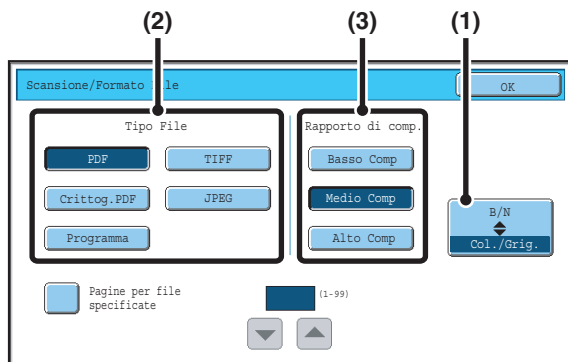 (2)
(3)
(1)
Scansione/Formato File
OK
Tipo File
PDF
TIFF
Crittog.PDF
JPEG
Programma
Rapporto di comp.
Basso Comp
Medio Comp
Alto Comp
B/N
Col./Grig.
Pagine per file
specificate
(1-99)